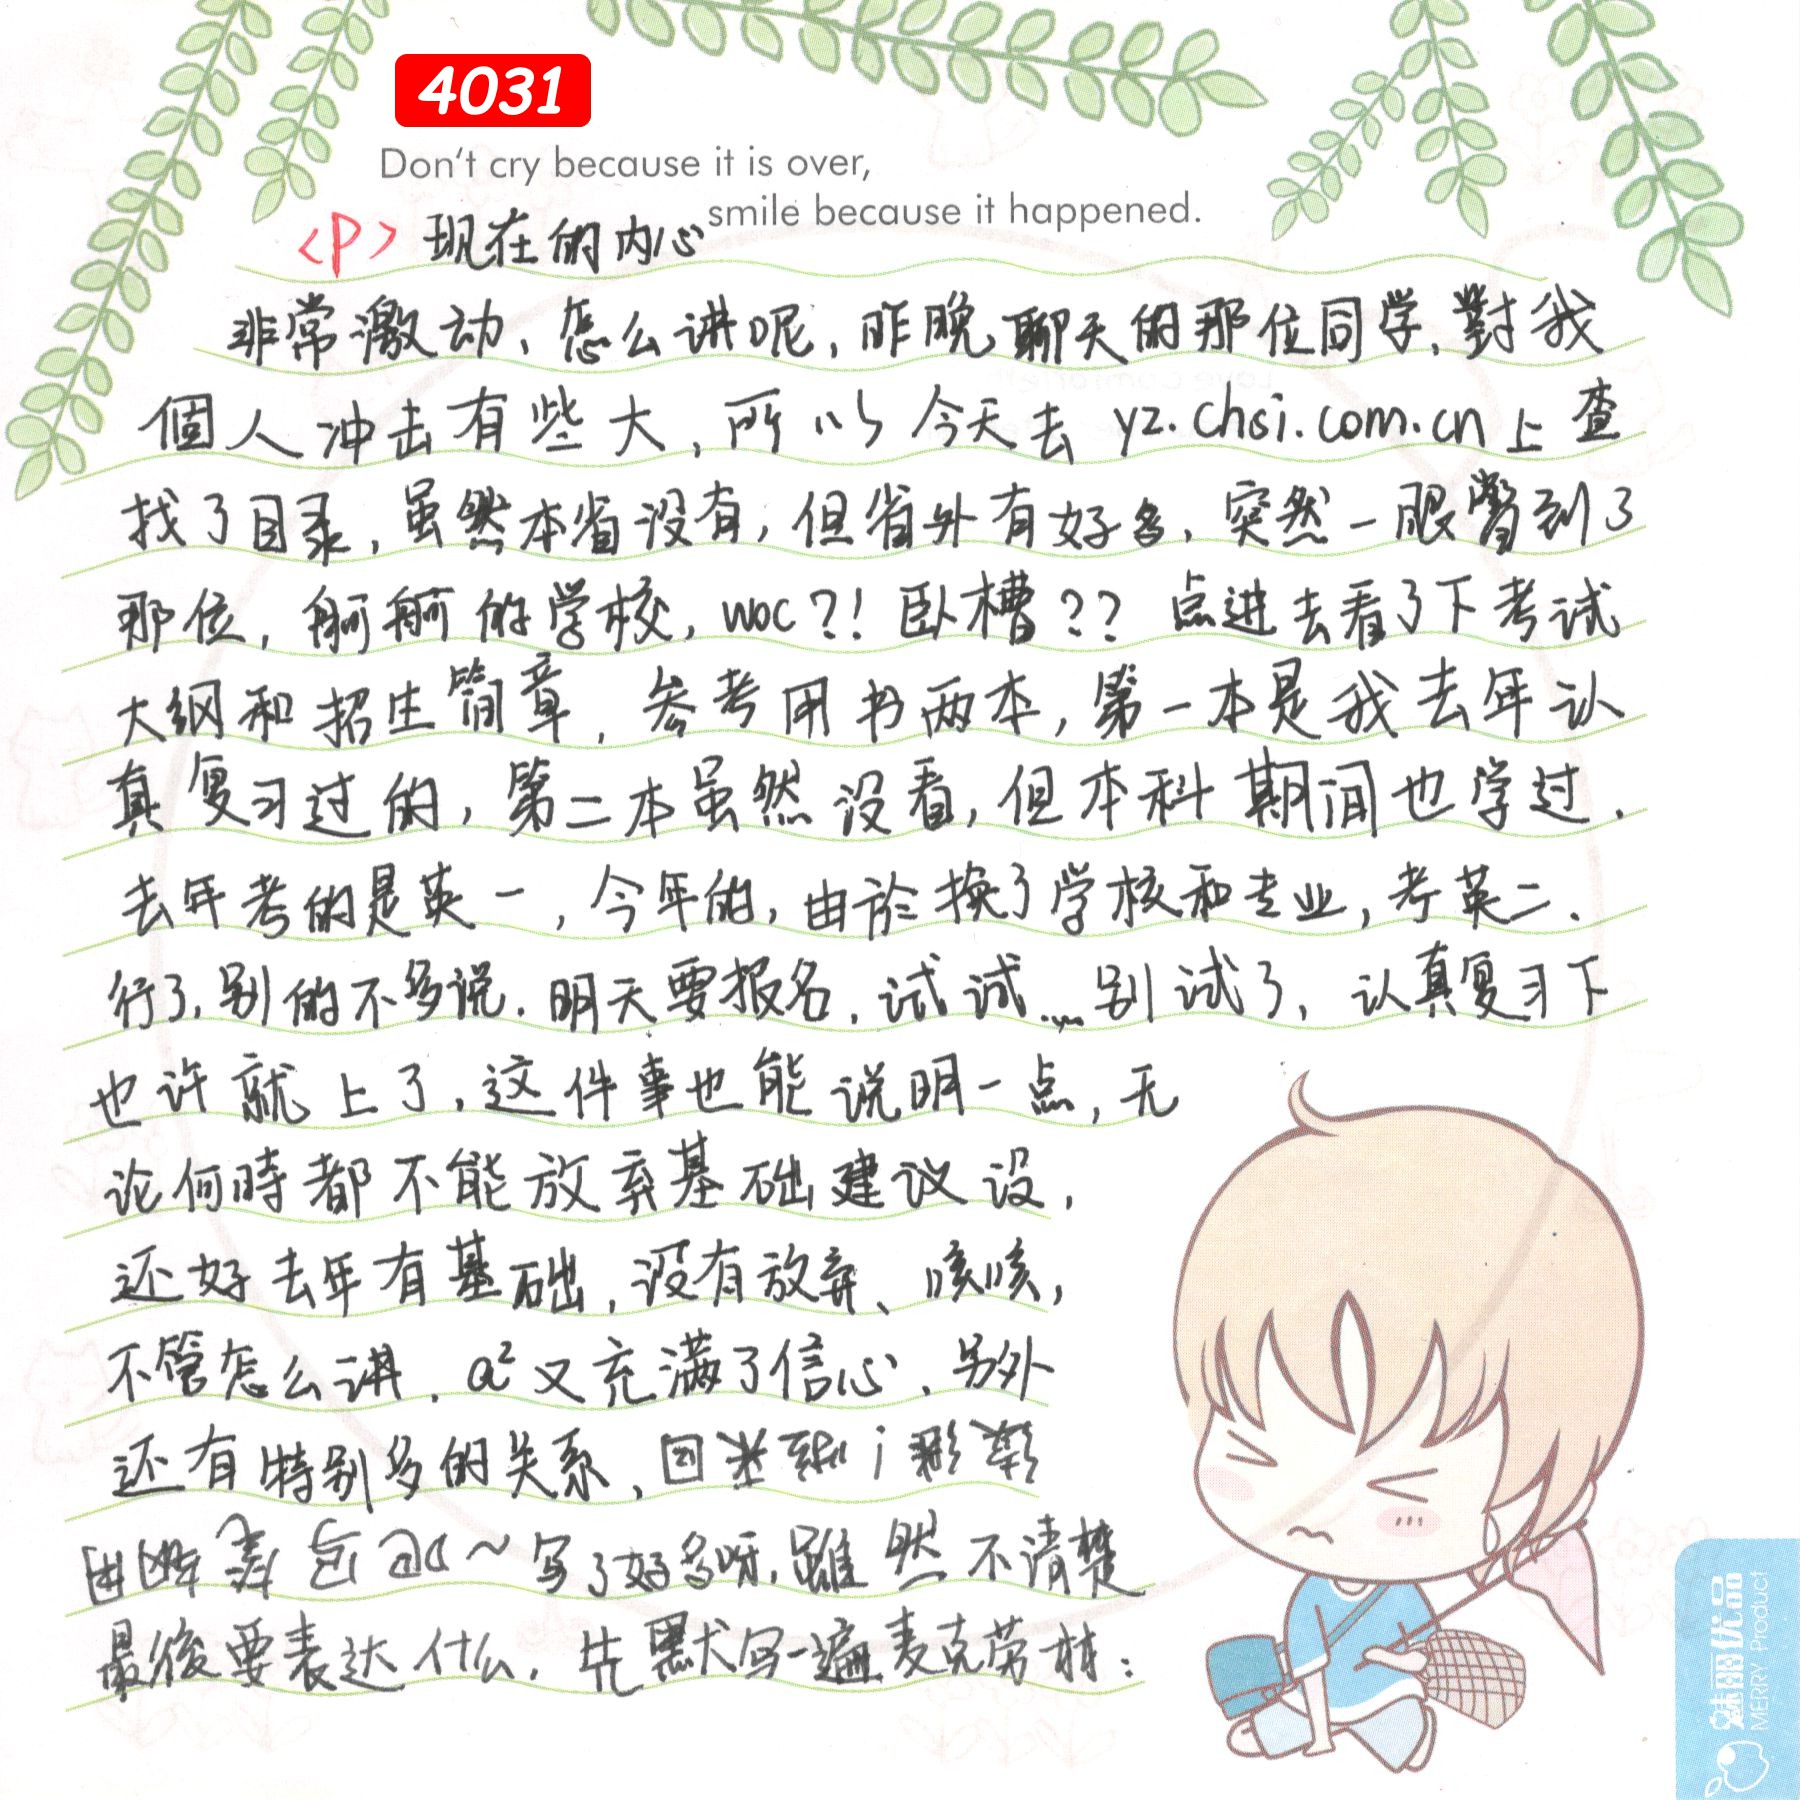 4031
Don't cry because it is over,
smile because it happened.
<P> 现在的内心
非常激动、怎么讲呢，昨晚聊天的那位同学，對我
個人冲击有些大，所以今天去 yz.chsi.com.cn 上查
找了目录，虽然本省没有，但省外有好多，突然一眼瞥到了
那位，舸舸的学校，woc?! 卧槽?? 点进去看了下考试
大纲和招生简章，参考用书两本，第一本是我去年认
真复习过的，第二本虽然没看，但本科期间也学过.
去年考的是英一，今年的，由於换了学校和专业，考英二.
行了，别的不多说. 明天要报名，试试……别试了，认真复习下
也许就上了，这件事也能说明一点，无
论何時都不能放弃基础建议设，
还好去年有基础，没有放弃、咳咳，
不管怎么讲，a² 又充满了信心，另外
还有特别多的关系，
包吧～写了好多呀，雖然不清楚
最後要表达什么，先默写一遍麦克劳林：
魅丽优品
MERRY Product